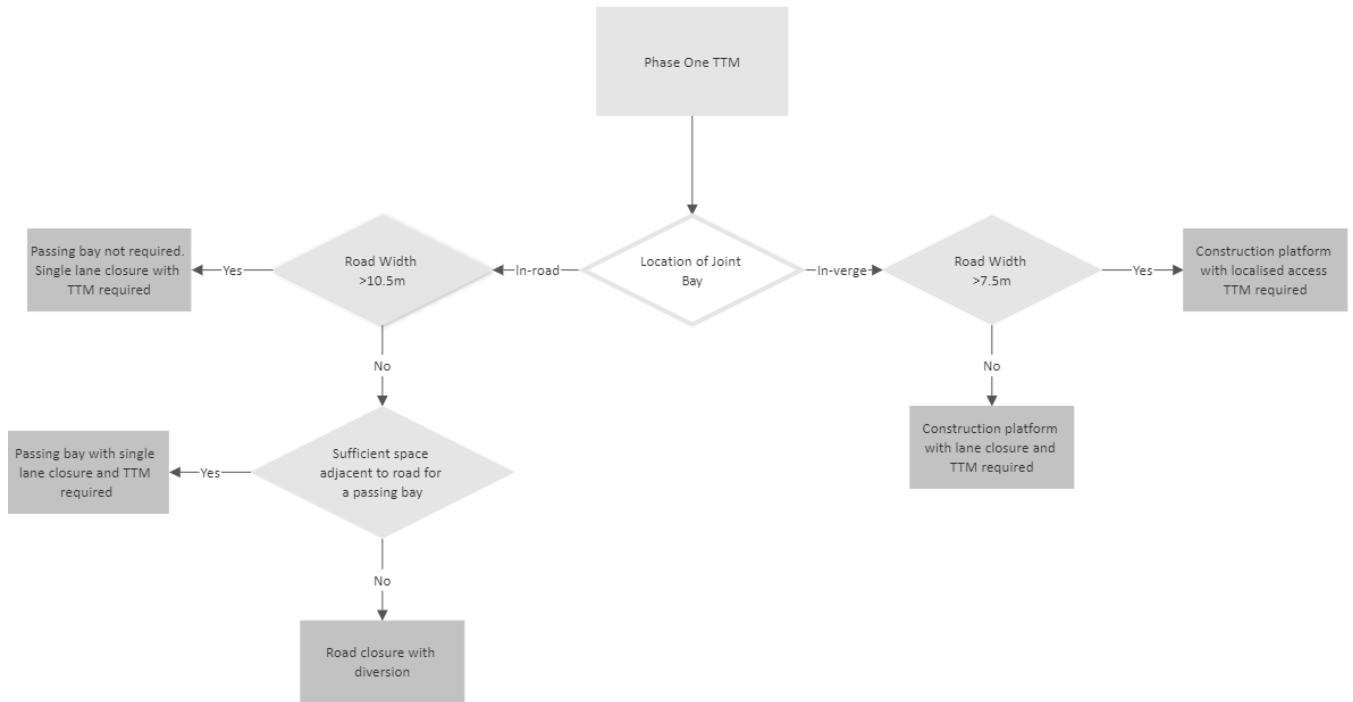 Phase One TTM
Location of Joint
Bay
In-road
In-verge
Road Width
>10.5m
Yes
Passing bay not required.
Single lane closure with
TTM required
No
Sufficient space
adjacent to road for
a passing bay
Yes
Passing bay with single
lane closure and TTM
required
No
Road closure with
diversion
Road Width
>7.5m
Yes
Construction platform
with localised access
TTM required
No
Construction platform
with lane closure and
TTM required